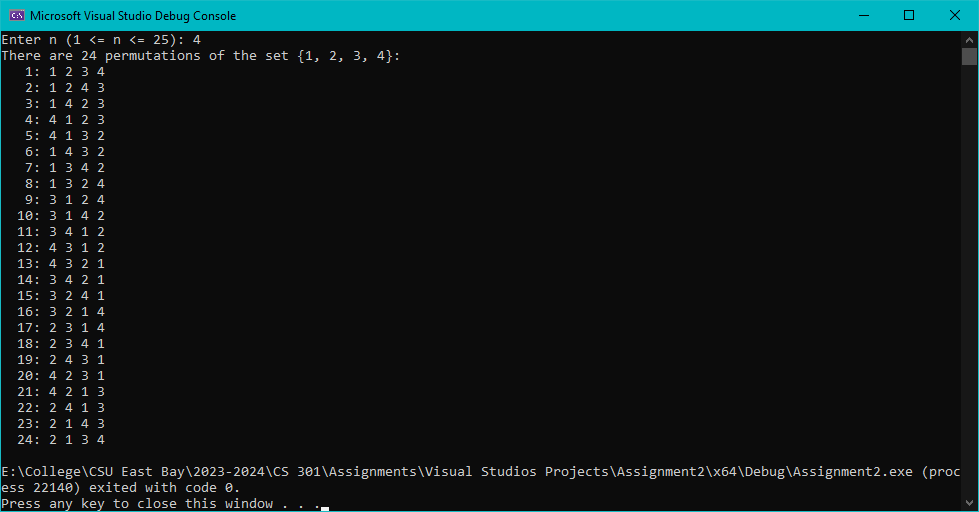 Microsoft Visual Studio Debug Console
Enter n (1 <= n <= 25): 4
There are 24 permutations of the set {1, 2, 3, 4}:
   1: 1 2 3 4
   2: 1 2 4 3
   3: 1 4 2 3
   4: 4 1 2 3
   5: 4 1 3 2
   6: 1 4 3 2
   7: 1 3 4 2
   8: 1 3 2 4
   9: 3 1 2 4
  10: 3 1 4 2
  11: 3 4 1 2
  12: 4 3 1 2
  13: 4 3 2 1
  14: 3 4 2 1
  15: 3 2 4 1
  16: 3 2 1 4
  17: 2 3 1 4
  18: 2 3 4 1
  19: 2 4 3 1
  20: 4 2 3 1
  21: 4 2 1 3
  22: 2 4 1 3
  23: 2 1 4 3
  24: 2 1 3 4
E:\College\CSU East Bay\2023-2024\CS 301\Assignments\Visual Studios Projects\Assignment2\x64\Debug\Assignment2.exe (proc
ess 22140) exited with code 0.
Press any key to close this window . . .